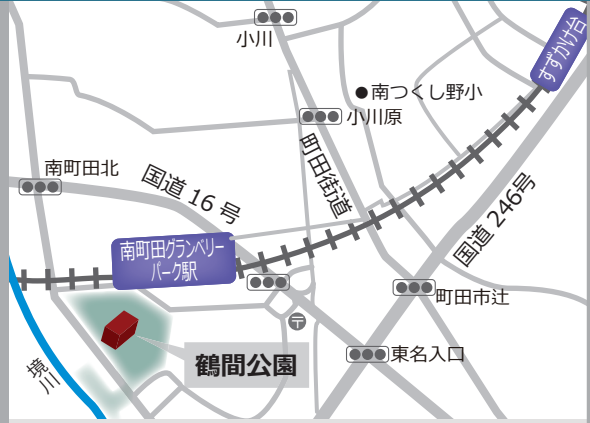 小川
すずかけ台
南つくし野小
小川原
町田街道
南町田北
国道 16 号
国道 246号
南町田グランベリー
パーク駅
町田市辻
〒
東名入口
鶴間公園
境川